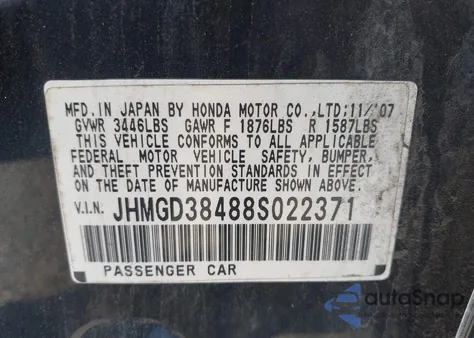 MFD. IN JAPAN BY HONDA MOTOR CO.,LTD;11/'07
GVWR 3446LBS GAWR F 1876LBS R 1587LBS
THIS VEHICLE CONFORMS TO ALL APPLICABLE
FEDERAL MOTOR VEHICLE SAFETY, BUMPER,
AND THEFT PREVENTION STANDARDS IN EFFECT
ON THE DATE OF MANUFACTURE SHOWN ABOVE.
V.I.N. JHMGD38488S022371
PASSENGER CAR
autoSnap